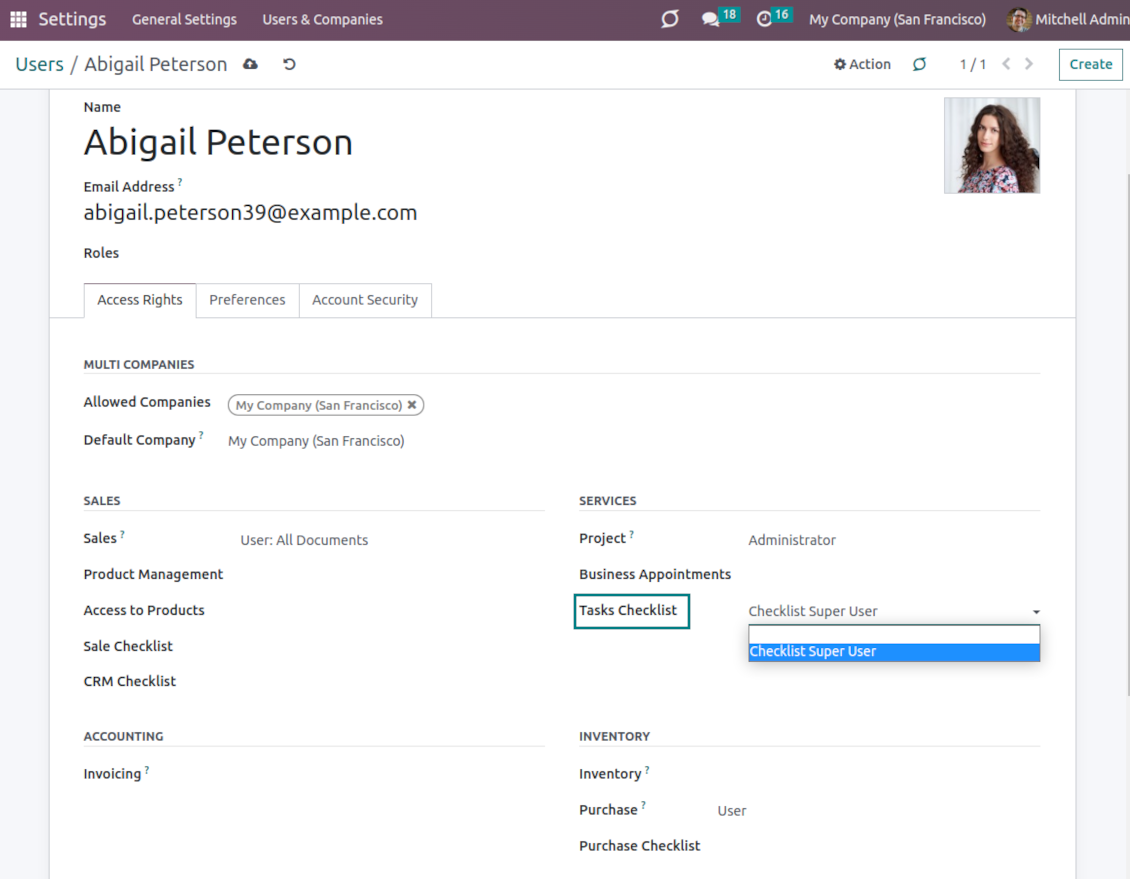 Settings General Settings Users & Companies 18 16 My Company (San Francisco) Mitchell Admin
Users / Abigail Peterson Action 1 / 1 Create
Name
Abigail Peterson
Email Address ?
abigail.peterson39@example.com
Roles
Access Rights Preferences Account Security
MULTI COMPANIES
Allowed Companies My Company (San Francisco) ✖
Default Company ? My Company (San Francisco)
SALES
Sales ? User: All Documents
Product Management
Access to Products
Sale Checklist
CRM Checklist
SERVICES
Project ? Administrator
Business Appointments
Tasks Checklist Checklist Super User
Checklist Super User
ACCOUNTING
Invoicing ?
INVENTORY
Inventory ?
Purchase ? User
Purchase Checklist